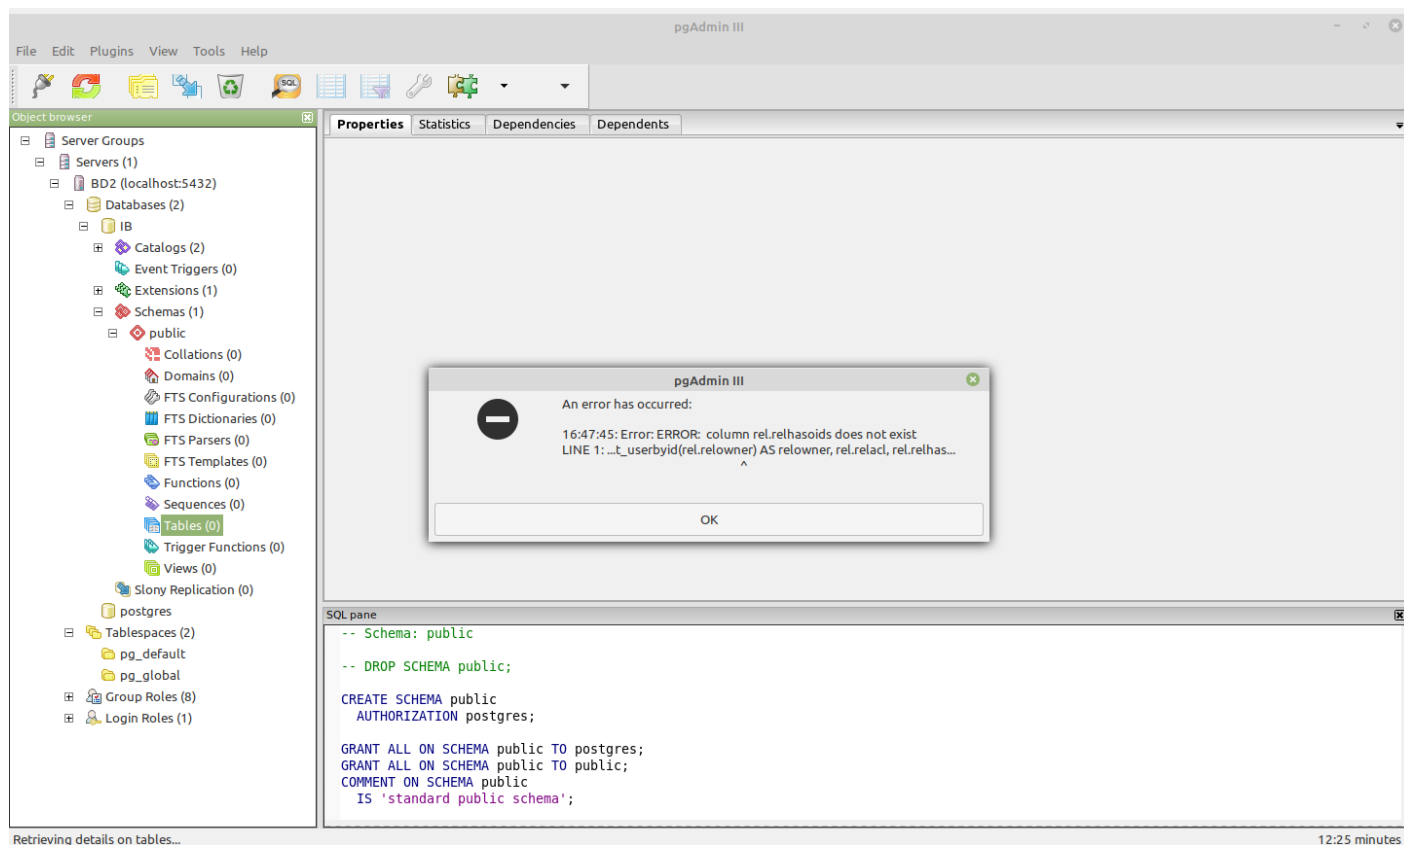 pgAdmin III
File Edit Plugins View Tools Help
SQL
Object browser
Properties Statistics Dependencies Dependents
Server Groups
Servers (1)
BD2 (localhost:5432)
Databases (2)
IB
Catalogs (2)
Event Triggers (0)
Extensions (1)
Schemas (1)
public
Collations (0)
Domains (0)
FTS Configurations (0)
FTS Dictionaries (0)
FTS Parsers (0)
FTS Templates (0)
Functions (0)
Sequences (0)
Tables (0)
Trigger Functions (0)
Views (0)
Slony Replication (0)
postgres
Tablespaces (2)
pg_default
pg_global
Group Roles (8)
Login Roles (1)
pgAdmin III
An error has occurred:
16:47:45: Error: ERROR:  column rel.relhasoids does not exist
LINE 1: ...t_userbyid(rel.relowner) AS relowner, rel.relacl, rel.relhas...
^
OK
SQL pane
-- Schema: public
-- DROP SCHEMA public;
CREATE SCHEMA public
AUTHORIZATION postgres;
GRANT ALL ON SCHEMA public TO postgres;
GRANT ALL ON SCHEMA public TO public;
COMMENT ON SCHEMA public
IS 'standard public schema';
Retrieving details on tables...
12:25 minutes